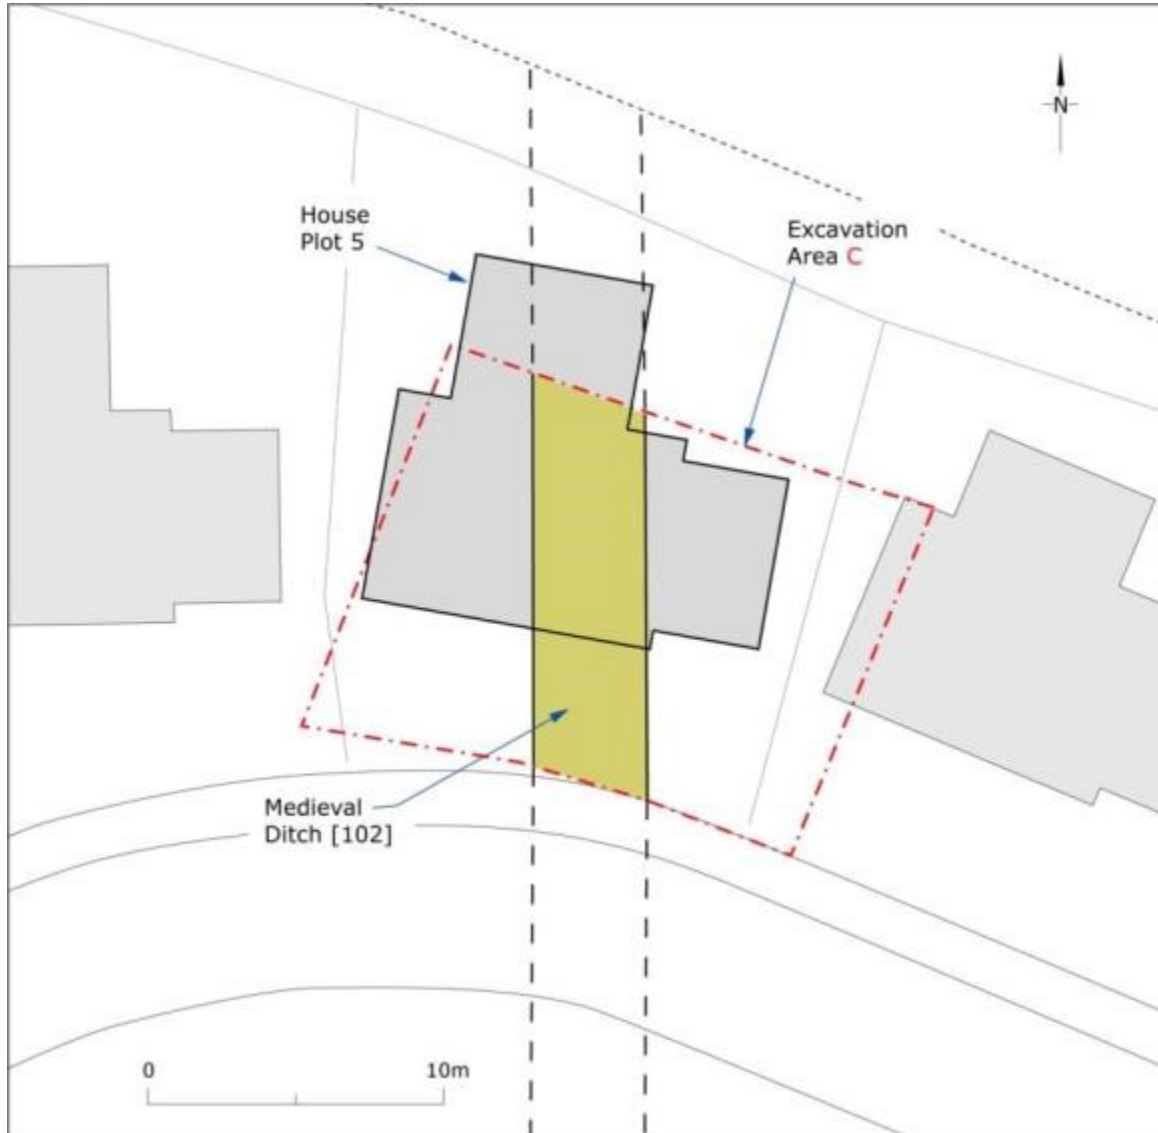 N
House
Plot 5
Excavation
Area C
Medieval
Ditch [102]
0 10m